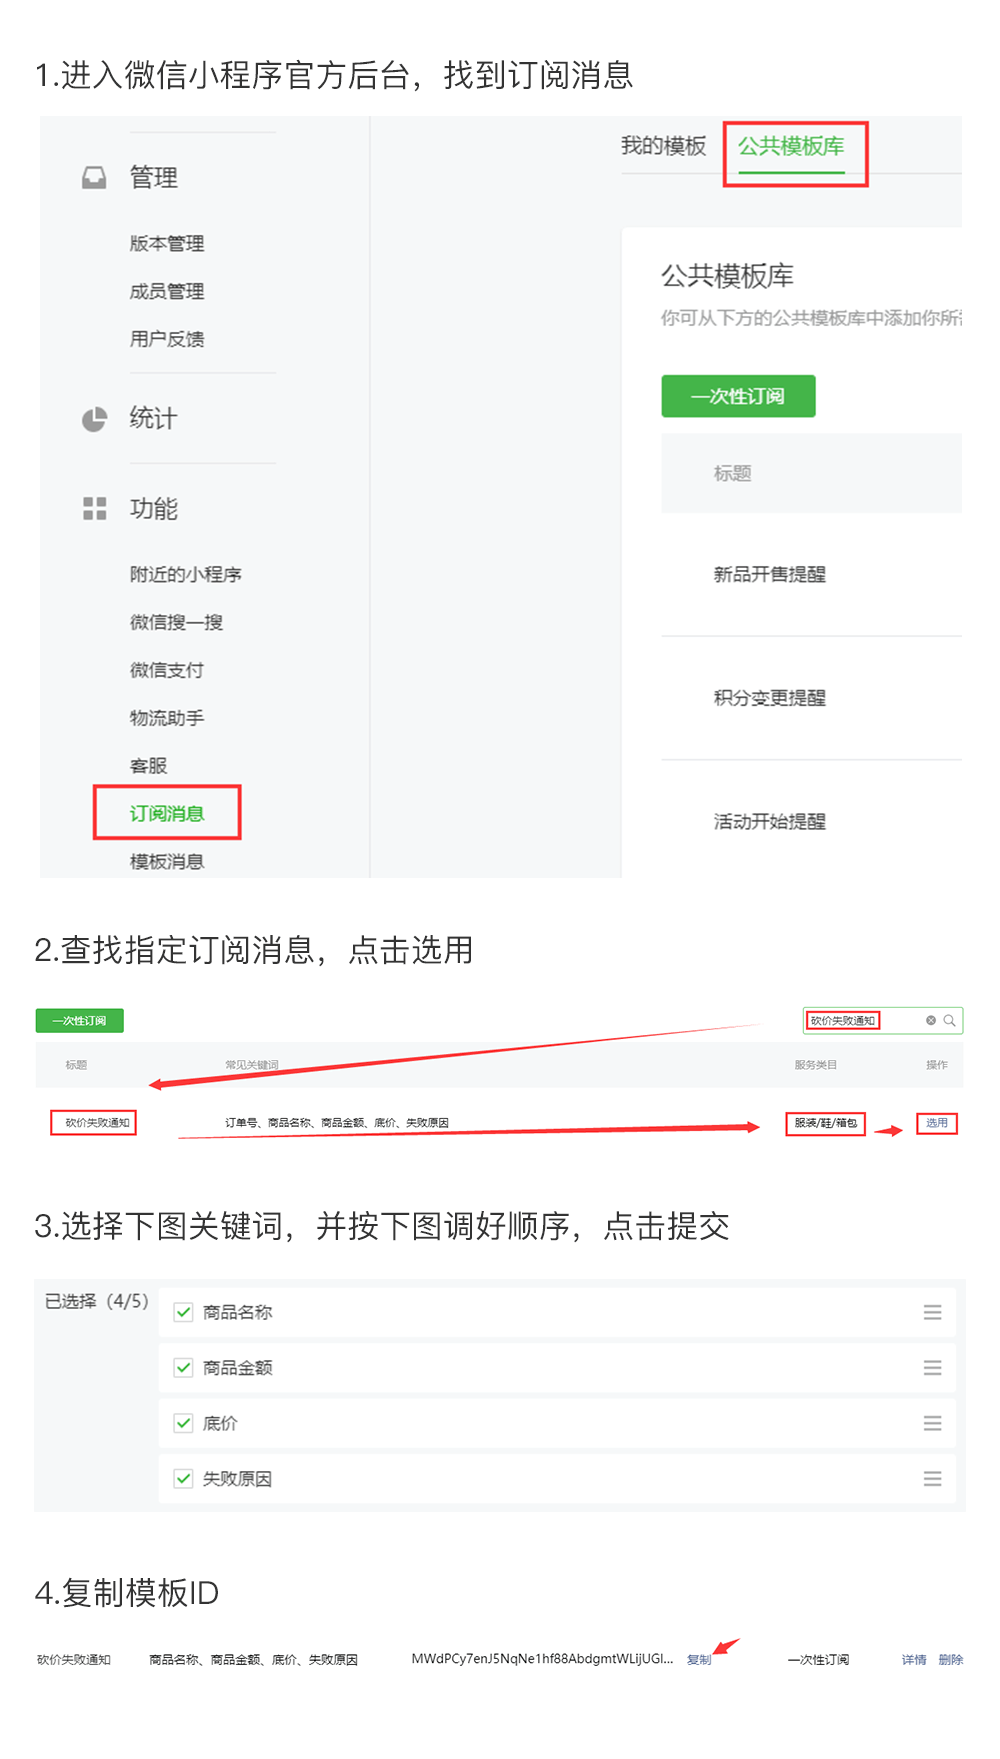 1.进入微信小程序官方后台，找到订阅消息
我的模板 公共模板库
管理
版本管理
成员管理
用户反馈
统计
功能
附近的小程序
微信搜一搜
微信支付
物流助手
客服
订阅消息
模板消息
公共模板库
你可从下方的公共模板库中添加你所
一次性订阅
标题
新品开售提醒
积分变更提醒
活动开始提醒
2.查找指定订阅消息，点击选用
一次性订阅 砍价失败通知
标题 常见关键词 服务类目 操作
砍价失败通知 订单号、商品名称、商品金额、底价、失败原因 服装/鞋/箱包 选用
3.选择下图关键词，并按下图调好顺序，点击提交
已选择（4/5）
商品名称
商品金额
底价
失败原因
4.复制模板ID
砍价失败通知 商品名称、商品金额、底价、失败原因 MWdPCy7enJ5NqNe1hf88AbdgmtWLijUGl... 复制 一次性订阅 详情 删除